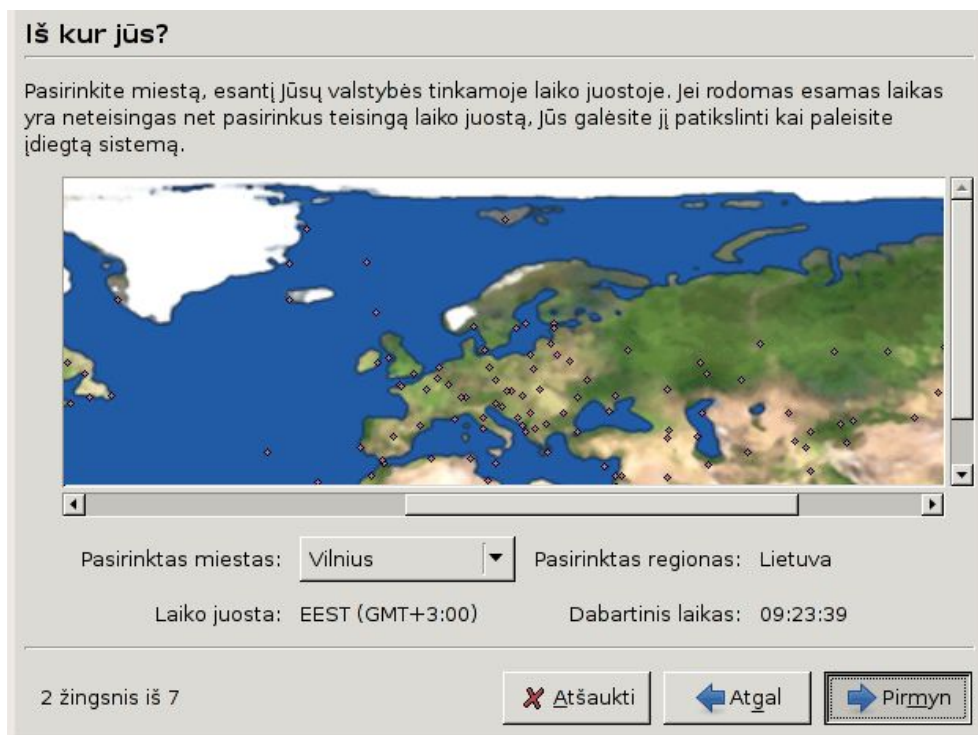 Iš kur jūs?
Pasirinkite miestą, esantį Jūsų valstybės tinkamoje laiko juostoje. Jei rodomas esamas laikas
yra neteisingas net pasirinkus teisingą laiko juostą, Jūs galėsite jį patikslinti kai paleisite
įdiegtą sistemą.
Pasirinktas miestas: Vilnius Pasirinktas regionas: Lietuva
Laiko juosta: EEST (GMT+3:00) Dabartinis laikas: 09:23:39
2 žingsnis iš 7 Atšaukti Atgal Pirmyn